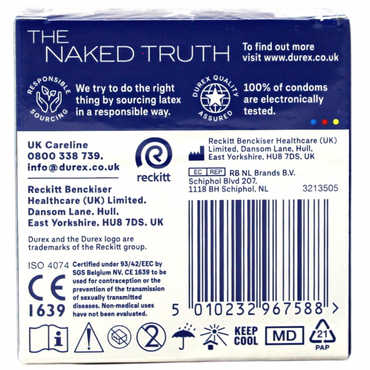 THE
NAKED TRUTH
To find out more
visit www.durex.co.uk
RESPONSIBLE
SOURCING
We try to do the right
thing by sourcing latex
in a responsible way.
DUREX QUALITY
ASSURED
100% of condoms
are electronically
tested.
UK Careline
0800 338 739.
info@durex.co.uk
Reckitt Benckiser
Healthcare (UK) Limited.
Dansom Lane. Hull.
East Yorkshire. HU8 7DS. UK
Durex and the Durex logo are
trademarks of the Reckitt group.
reckitt
Reckitt Benckiser Healthcare (UK)
Limited, Dansom Lane, Hull,
East Yorkshire, HU8 7DS, UK
EC REP RB NL Brands B.V.
Schiphol Blvd 207,
1118 BH Schiphol, NL
3213505
ISO 4074
Certified under 93/42/EEC by
SGS Belgium NV. CE 1639 to be
used for contraception or the
prevention of the transmission
of sexually transmitted
diseases. Non-medical uses
have not been evaluated.
CE
1639
5 010232 967588 >
i
2
KEEP
COOL
MD
21
PAP